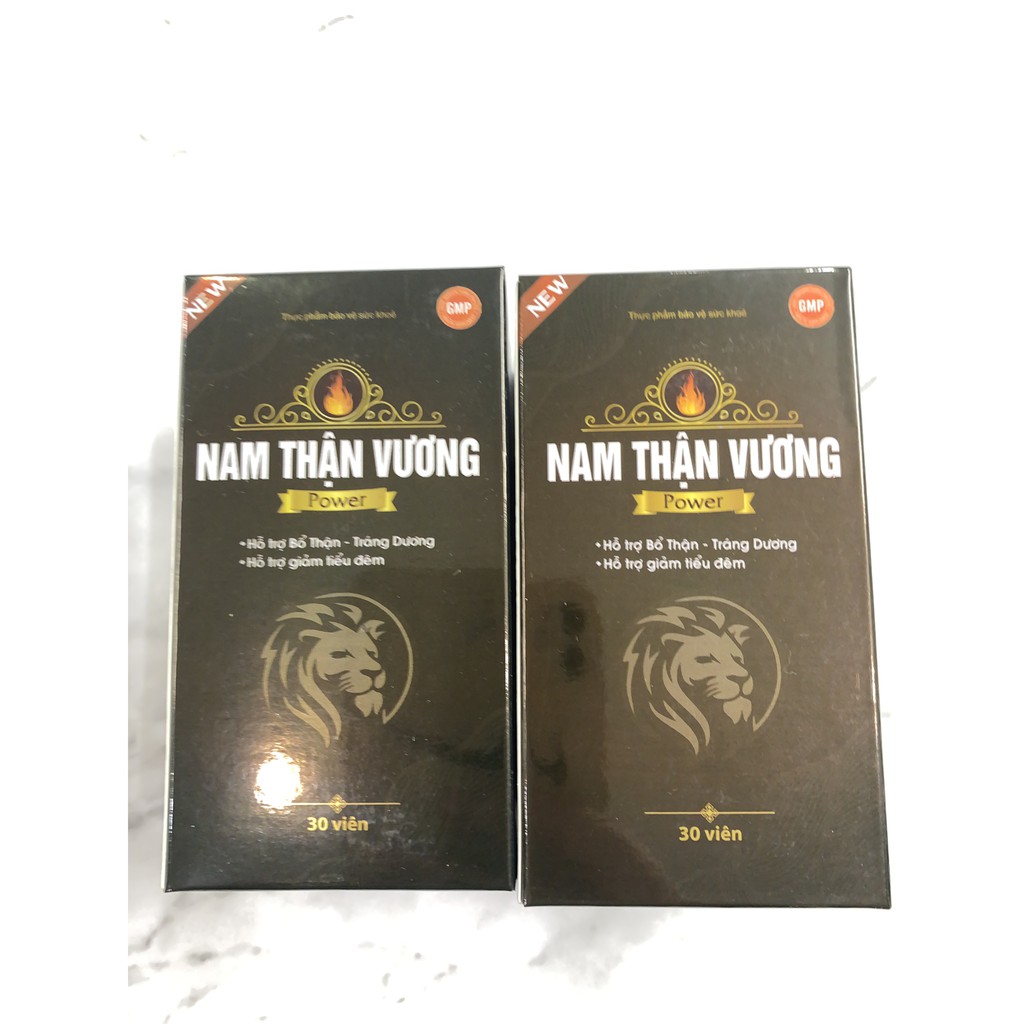 NEW
Thực phẩm bảo vệ sức khoẻ
GMP
NAM THẬN VƯƠNG
Power
• Hỗ trợ Bổ Thận - Tráng Dương
• Hỗ trợ giảm tiểu đêm
30 viên
NEW
Thực phẩm bảo vệ sức khoẻ
GMP
NAM THẬN VƯƠNG
Power
• Hỗ trợ Bổ Thận - Tráng Dương
• Hỗ trợ giảm tiểu đêm
30 viên